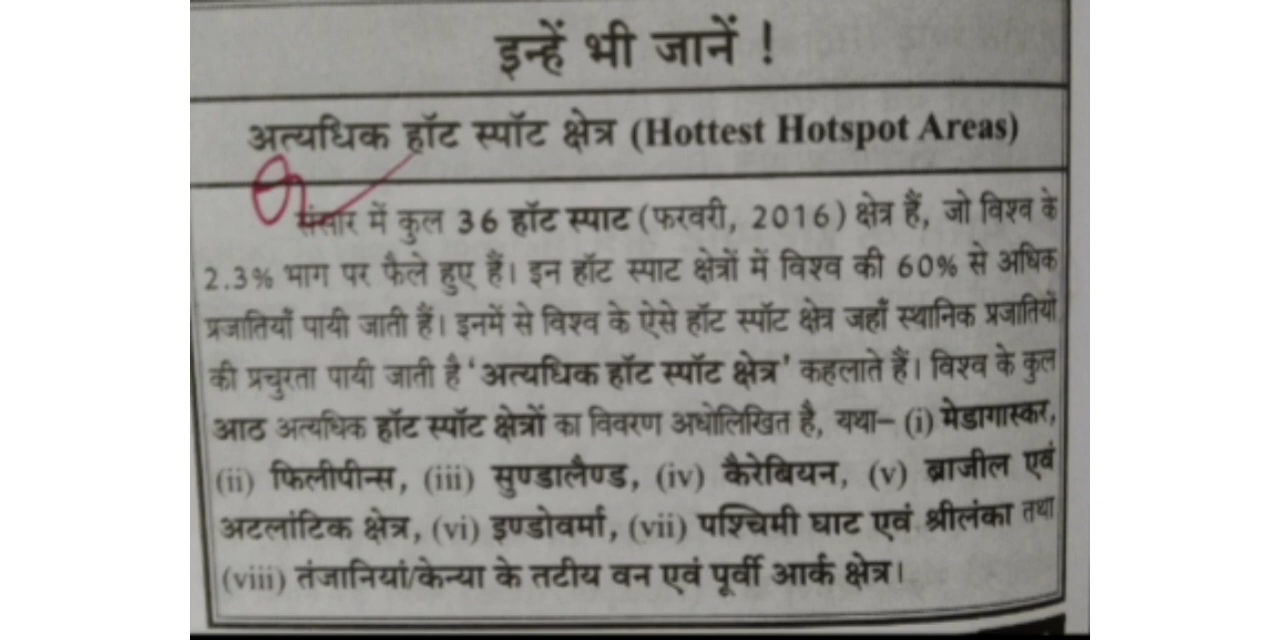 इन्हें भी जानें !
अत्यधिक हॉट स्पॉट क्षेत्र (Hottest Hotspot Areas)
संसार में कुल 36 हॉट स्पाट (फरवरी, 2016) क्षेत्र हैं, जो विश्व के
2.3% भाग पर फैले हुए हैं। इन हॉट स्पाट क्षेत्रों में विश्व की 60% से अधिक
प्रजातियाँ पायी जाती हैं। इनमें से विश्व के ऐसे हॉट स्पॉट क्षेत्र जहाँ स्थानिक प्रजातियों
की प्रचुरता पायी जाती है 'अत्यधिक हॉट स्पॉट क्षेत्र' कहलाते हैं। विश्व के कुल
आठ अत्यधिक हॉट स्पॉट क्षेत्रों का विवरण अधोलिखित है, यथा– (i) मेडागास्कर,
(ii) फिलीपीन्स, (iii) सुण्डालैण्ड, (iv) कैरेबियन, (v) ब्राजील एवं
अटलांटिक क्षेत्र, (vi) इण्डोवर्मा, (vii) पश्चिमी घाट एवं श्रीलंका तथा
(viii) तंजानियां/केन्या के तटीय वन एवं पूर्वी आर्क क्षेत्र।